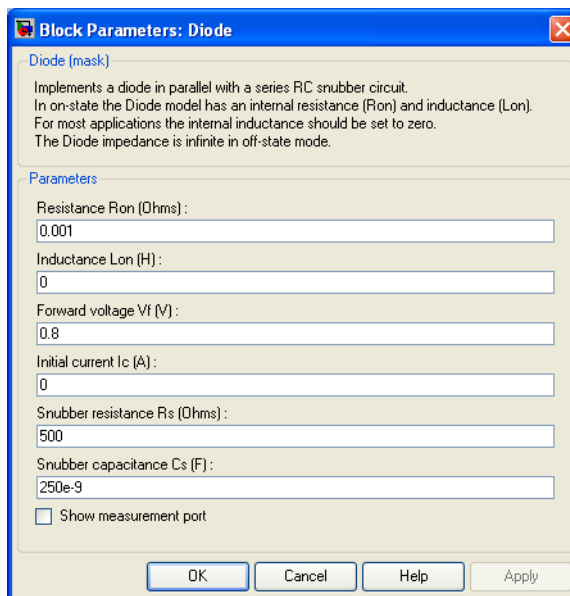 Block Parameters: Diode
Diode (mask)
Implements a diode in parallel with a series RC snubber circuit.
In on-state the Diode model has an internal resistance (Ron) and inductance (Lon).
For most applications the internal inductance should be set to zero.
The Diode impedance is infinite in off-state mode.
Parameters
Resistance Ron (Ohms) :
0.001
Inductance Lon (H) :
0
Forward voltage Vf (V) :
0.8
Initial current Ic (A) :
0
Snubber resistance Rs (Ohms) :
500
Snubber capacitance Cs (F) :
250e-9
Show measurement port
OK Cancel Help Apply